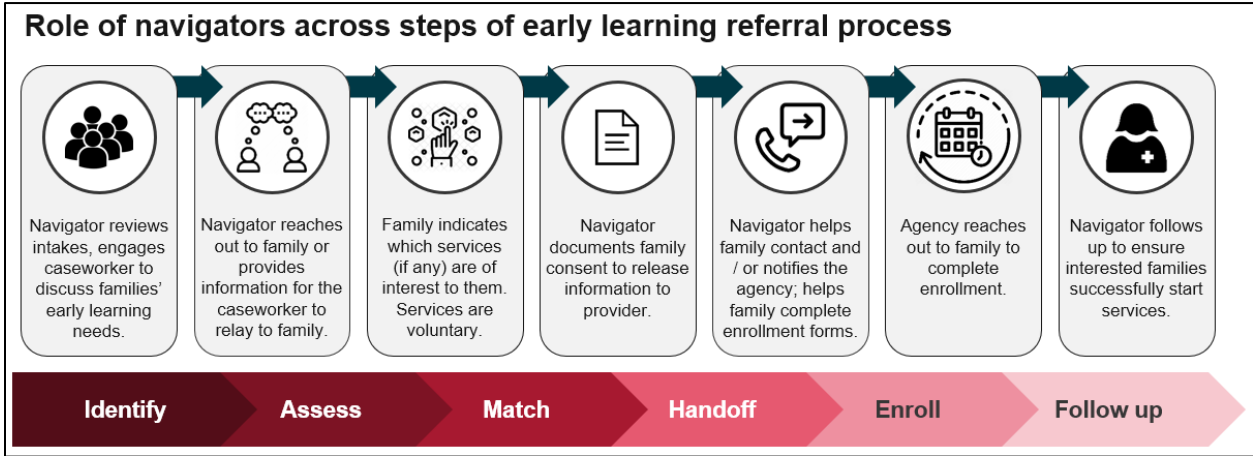 Role of navigators across steps of early learning referral process
Navigator reviews
intakes, engages
caseworker to
discuss families’
early learning
needs.
Navigator reaches
out to family or
provides
information for the
caseworker to
relay to family.
Family indicates
which services
(if any) are of
interest to them.
Services are
voluntary.
Navigator
documents family
consent to release
information to
provider.
Navigator helps
family contact and
/ or notifies the
agency; helps
family complete
enrollment forms.
Agency reaches
out to family to
complete
enrollment.
Navigator follows
up to ensure
interested families
successfully start
services.
Identify
Assess
Match
Handoff
Enroll
Follow up